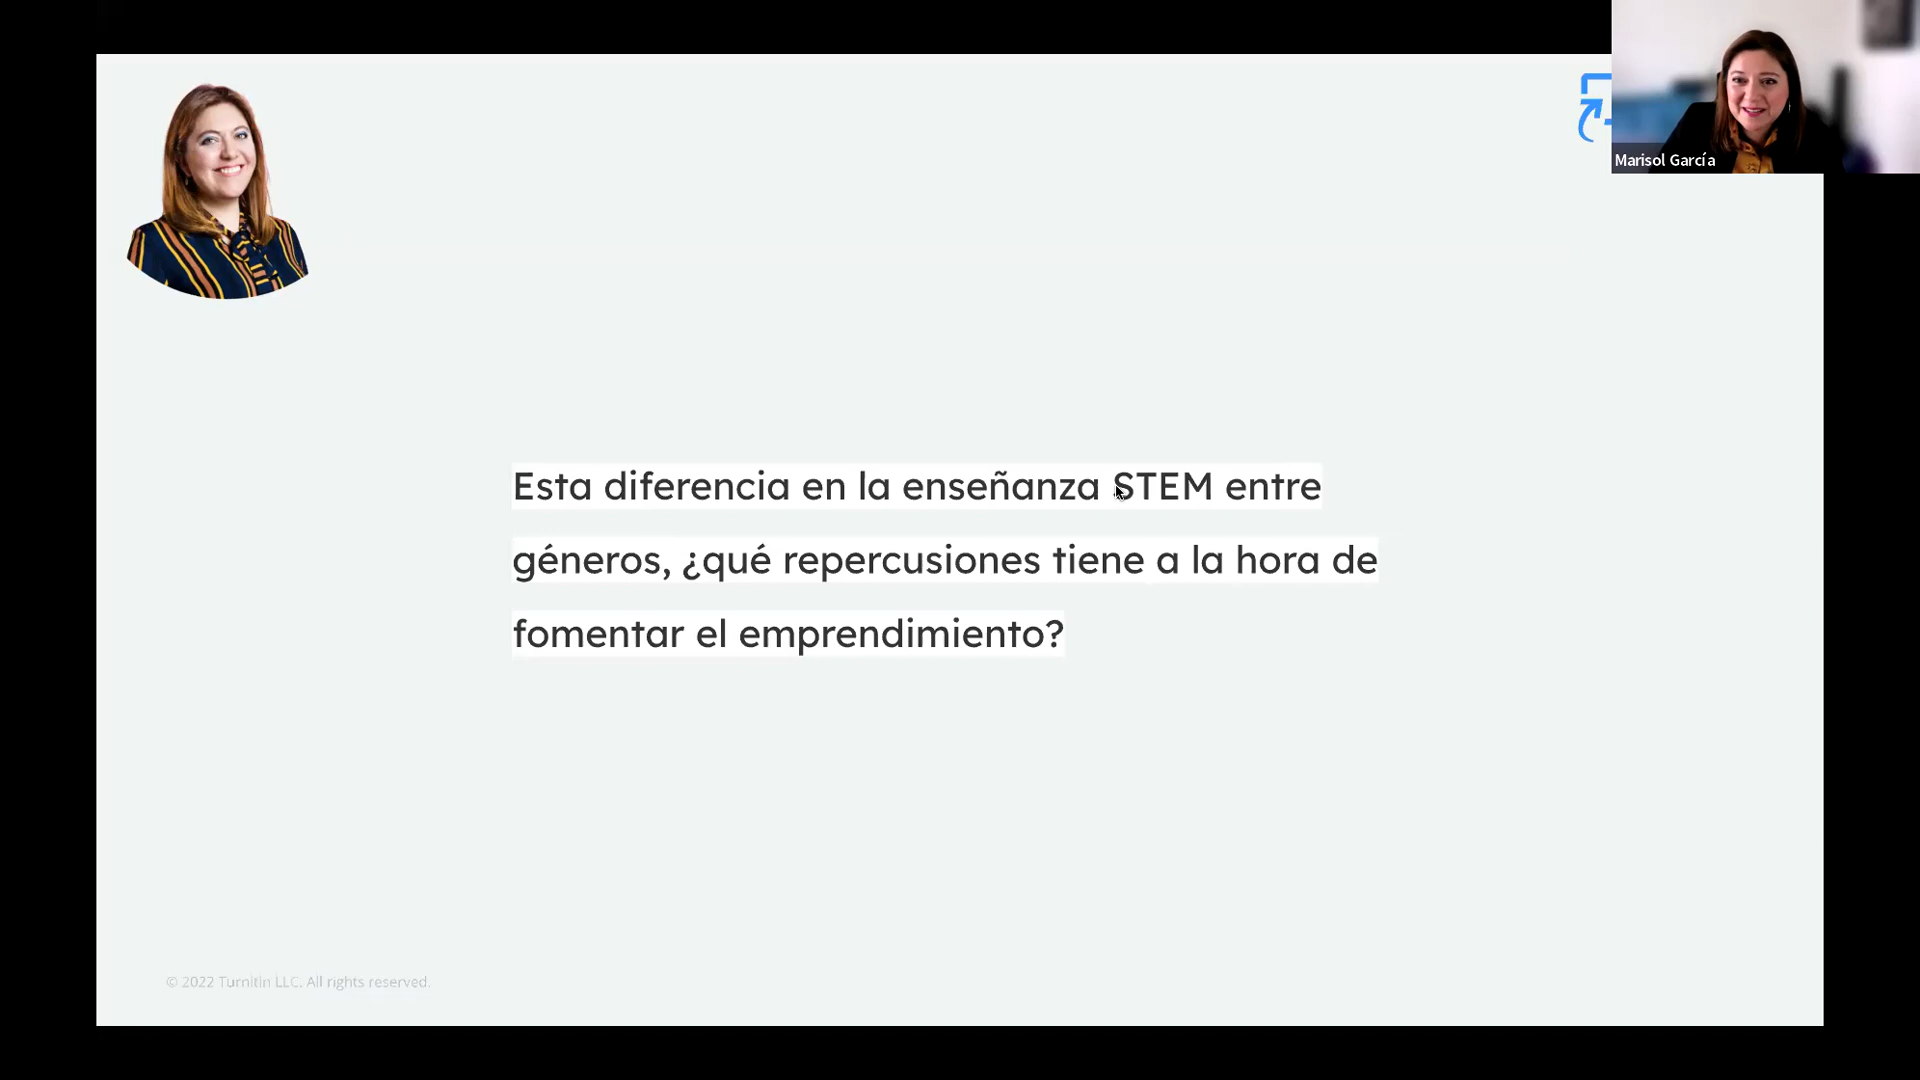 Marisol García
Esta diferencia en la enseñanza STEM entre
géneros, ¿qué repercusiones tiene a la hora de
fomentar el emprendimiento?
© 2022 Turnitin LLC. All rights reserved.